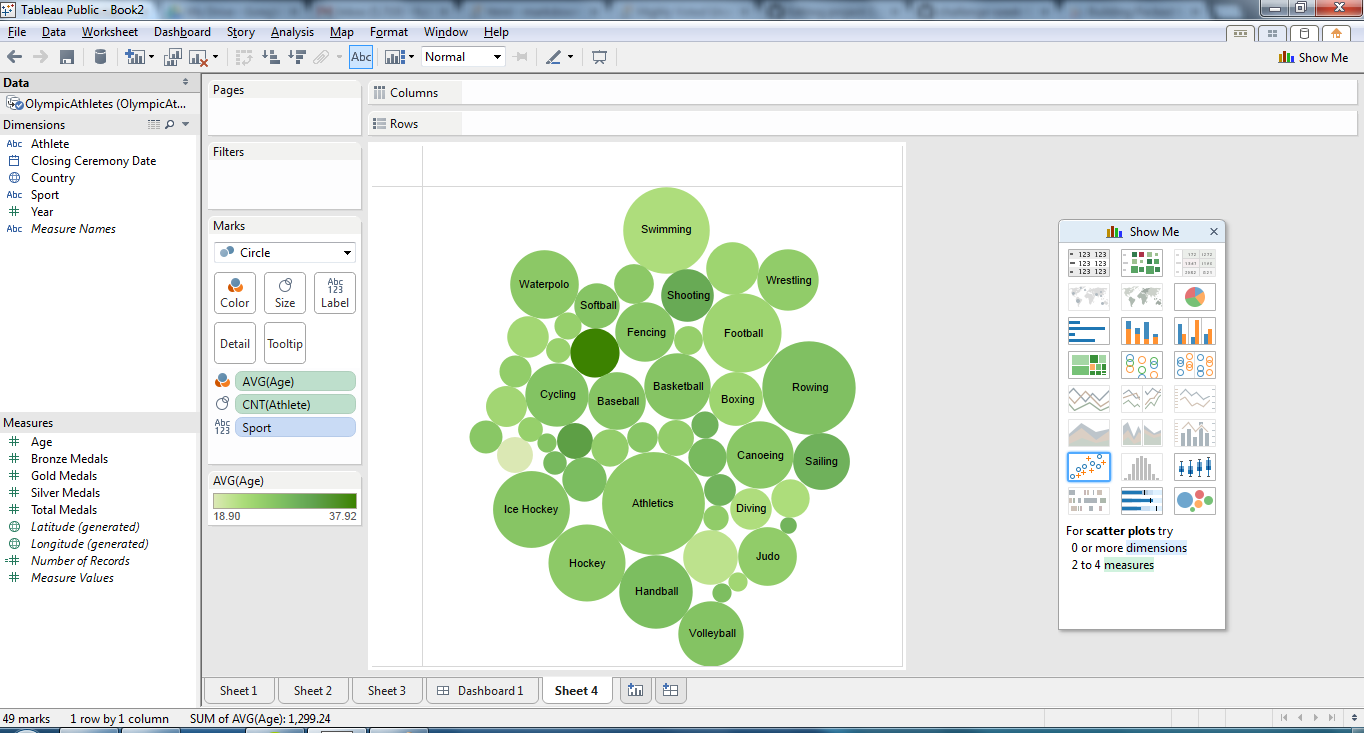 Tableau Public - Book2
File Data Worksheet Dashboard Story Analysis Map Format Window Help
Abc Normal Show Me
Data
OlympicAthletes (OlympicAt...
Dimensions
Abc Athlete
Closing Ceremony Date
Country
Abc Sport
Year
Abc Measure Names
Measures
Age
Bronze Medals
Gold Medals
Silver Medals
Total Medals
Latitude (generated)
Longitude (generated)
Number of Records
Measure Values
Pages
Filters
Marks
Circle
Color Size Abc 123 Label
Detail Tooltip
AVG(Age)
CNT(Athlete)
Abc 123 Sport
AVG(Age)
18.90 37.92
Columns
Rows
Swimming
Waterpolo
Softball
Shooting
Wrestling
Fencing
Football
Cycling
Baseball
Basketball
Boxing
Rowing
Canoeing
Sailing
Ice Hockey
Athletics
Diving
Hockey
Judo
Handball
Volleyball
Show Me
For scatter plots try
0 or more dimensions
2 to 4 measures
Sheet 1 Sheet 2 Sheet 3 Dashboard 1 Sheet 4
49 marks 1 row by 1 column SUM of AVG(Age): 1,299.24